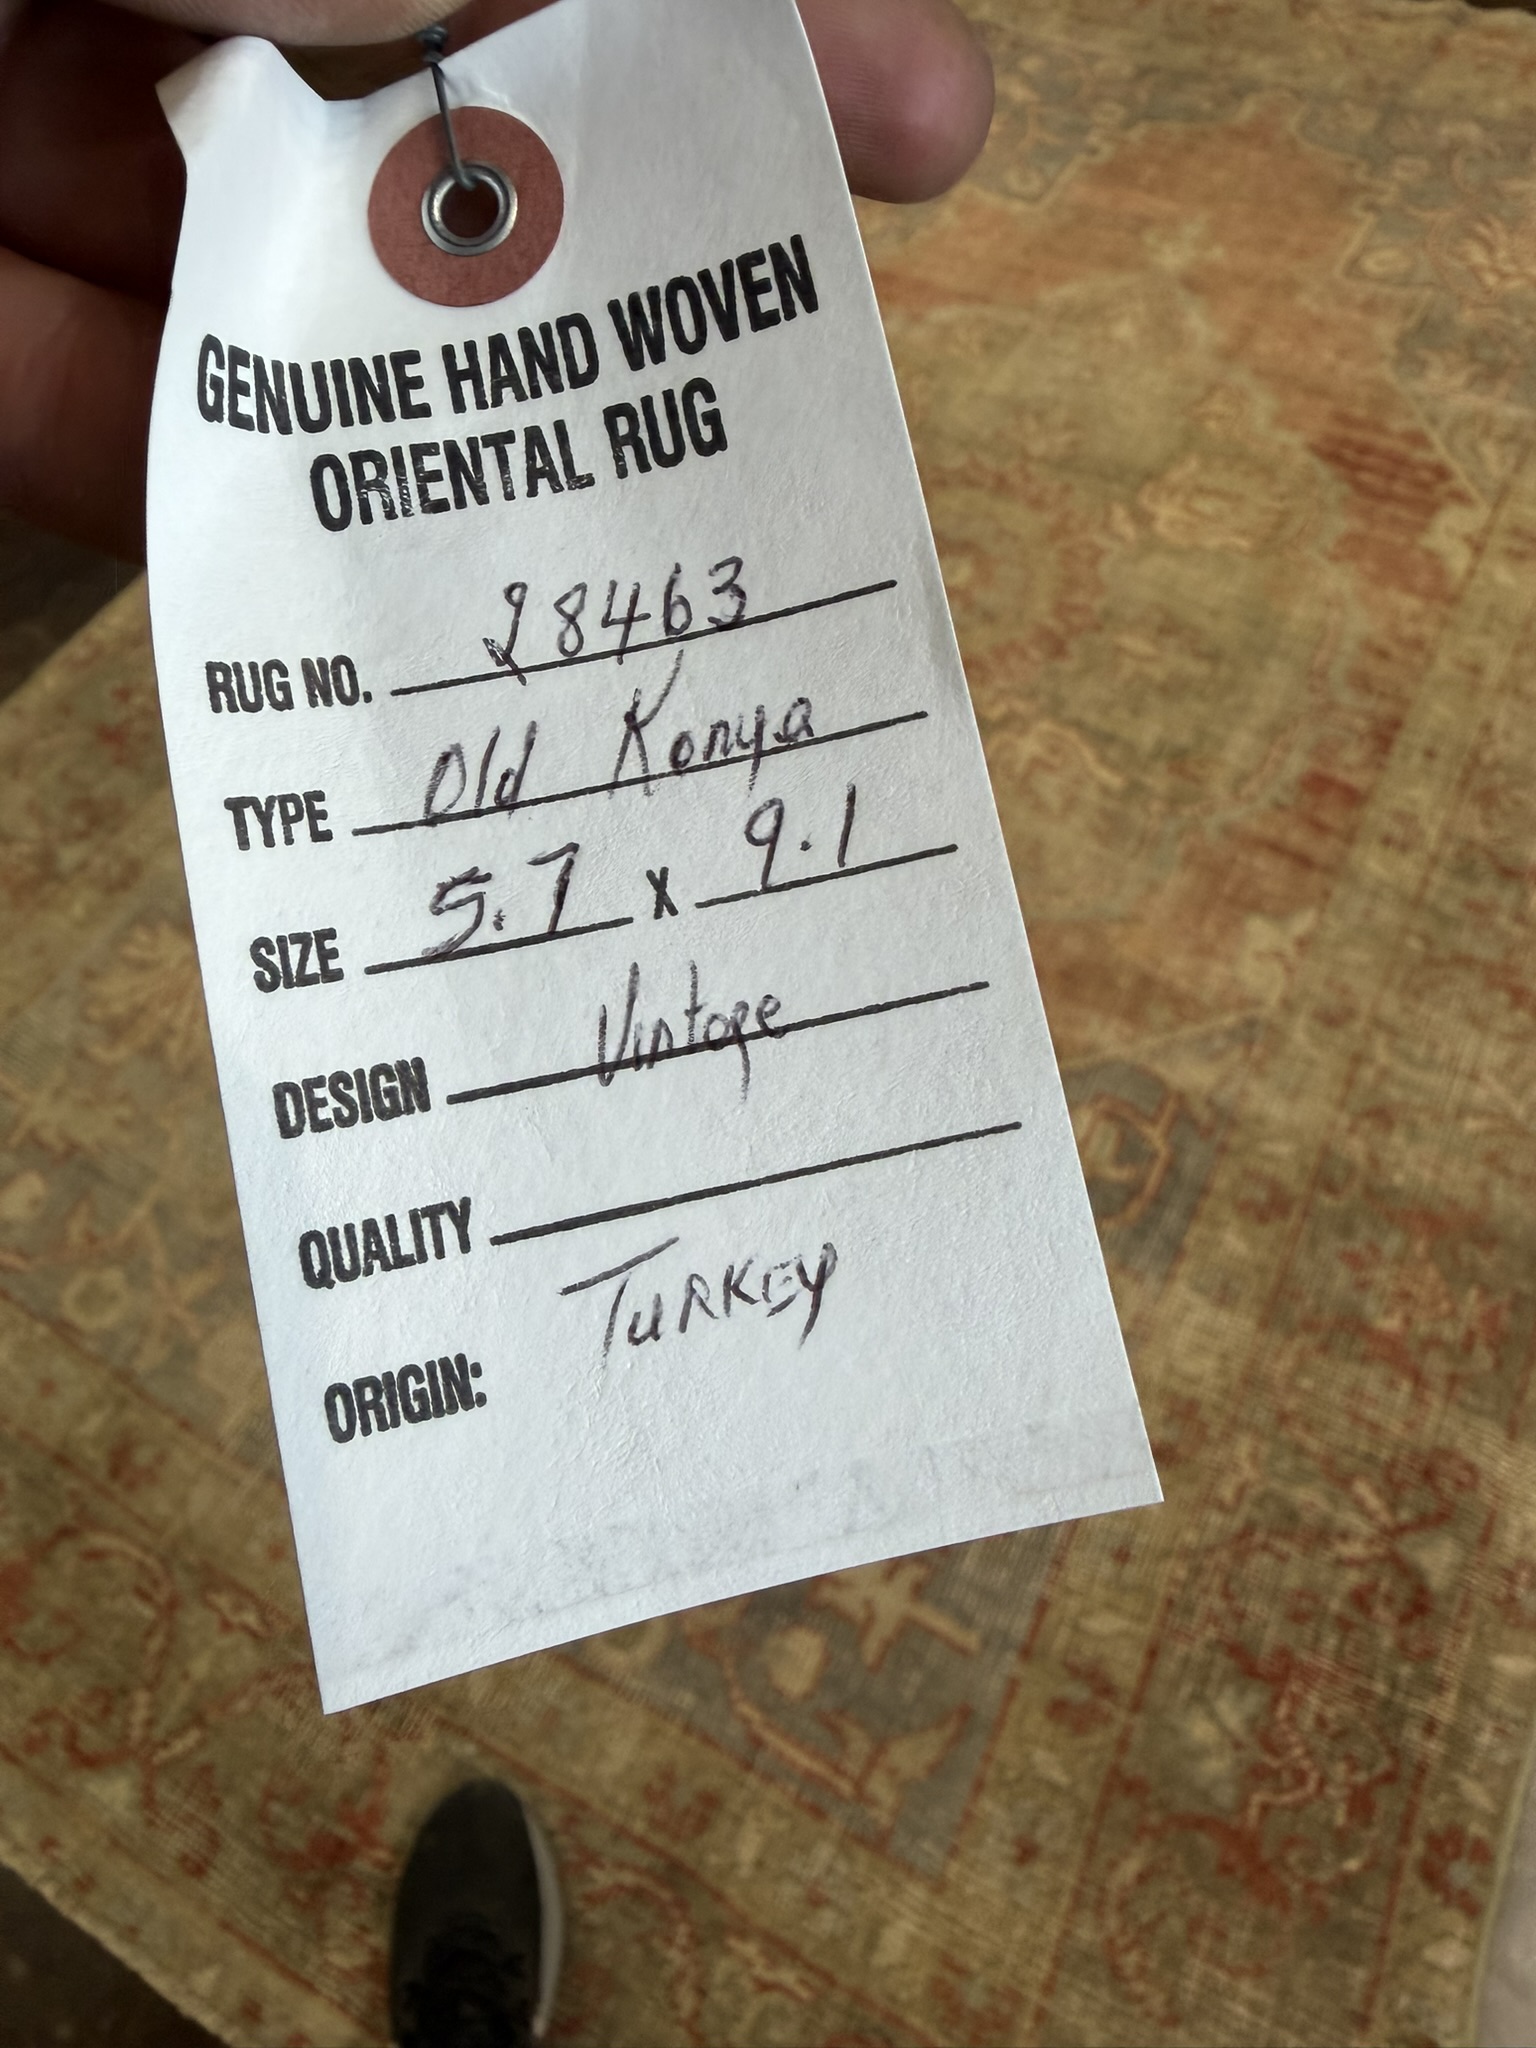 GENUINE HAND WOVEN
ORIENTAL RUG
RUG NO. 28463
TYPE Old Konya
SIZE 5.7 X 9.1
DESIGN Vintage
QUALITY
ORIGIN: TURKEY